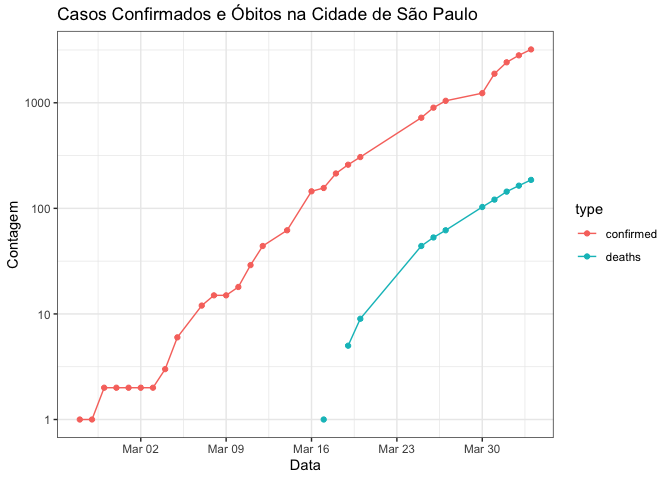 Casos Confirmados e Óbitos na Cidade de São Paulo
Contagem
1000
100
10
1
Mar 02
Mar 09
Mar 16
Mar 23
Mar 30
Data
type
confirmed
deaths